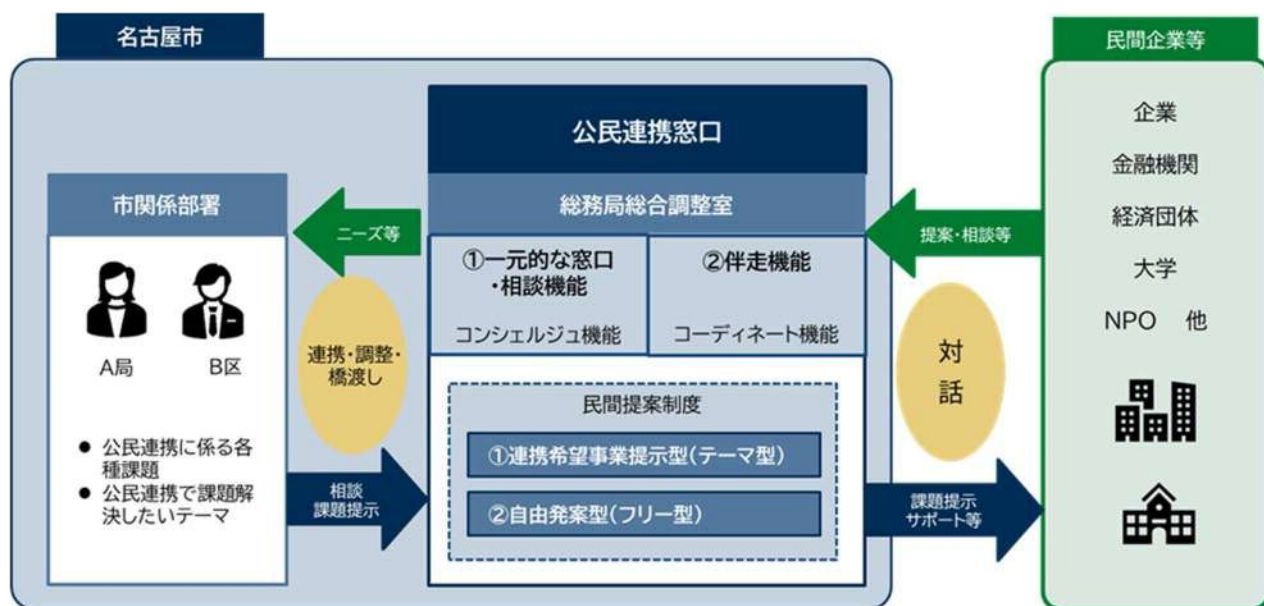 名古屋市
市関係部署
A局
B区
● 公民連携に係る各
種課題
● 公民連携で課題解
決したいテーマ
ニーズ等
連携・調整・
橋渡し
相談
課題提示
公民連携窓口
総務局総合調整室
①一元的な窓口
・相談機能
コンシェルジュ機能
②伴走機能
コーディネート機能
民間提案制度
①連携希望事業提示型(テーマ型)
②自由発案型(フリー型)
提案・相談等
対
話
課題提示
サポート等
民間企業等
企業
金融機関
経済団体
大学
NPO 他